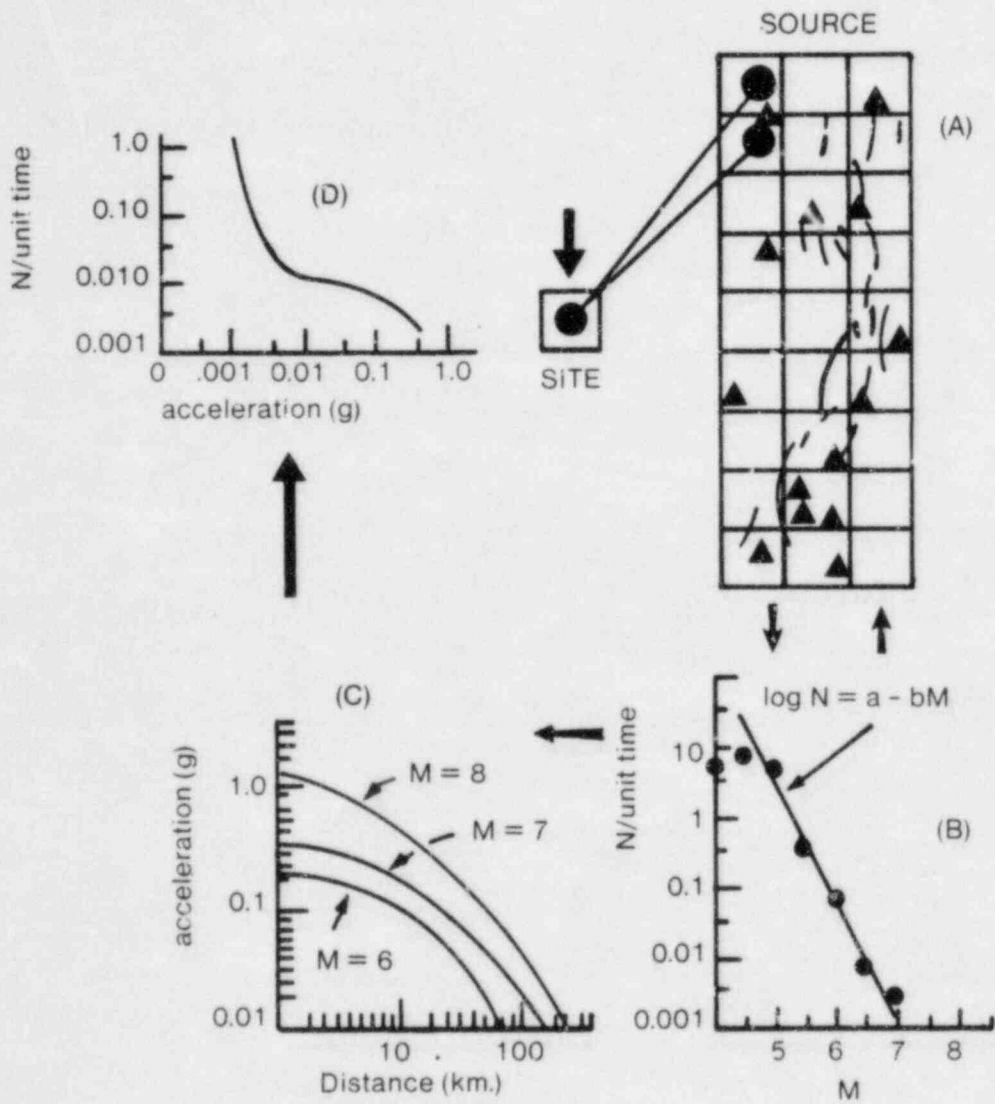 SOURCE
(A)
SITE
N/unit time
1.0
0.10
0.010
0.001
(D)
0 .001 0.01 0.1 1.0
acceleration (g)
(C)
acceleration (g)
1.0
0.1
0.01
M = 8
M = 7
M = 6
10 100
Distance (km.)
log N = a - bM
N/unit time
10
1
0.1
0.01
0.001
(B)
5 6 7 8
M